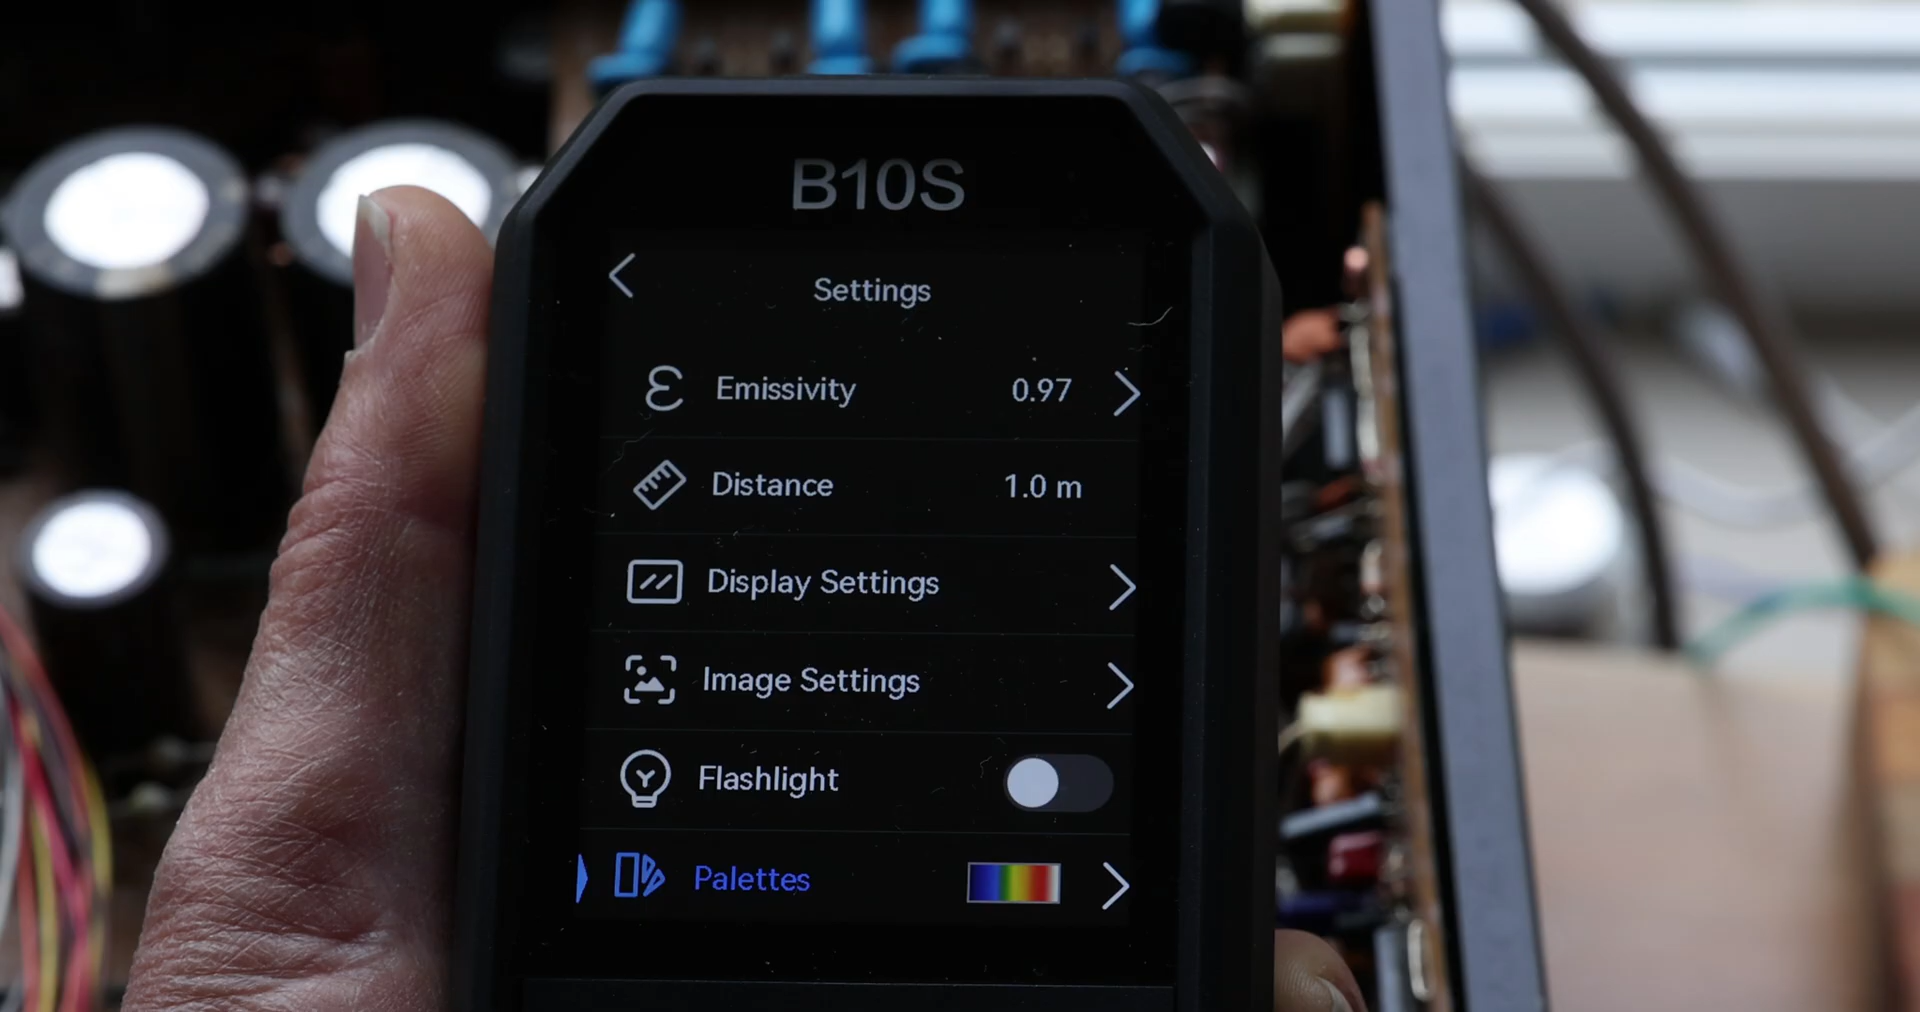 B10S
Settings
Emissivity 0.97
Distance 1.0 m
Display Settings
Image Settings
Flashlight
Palettes